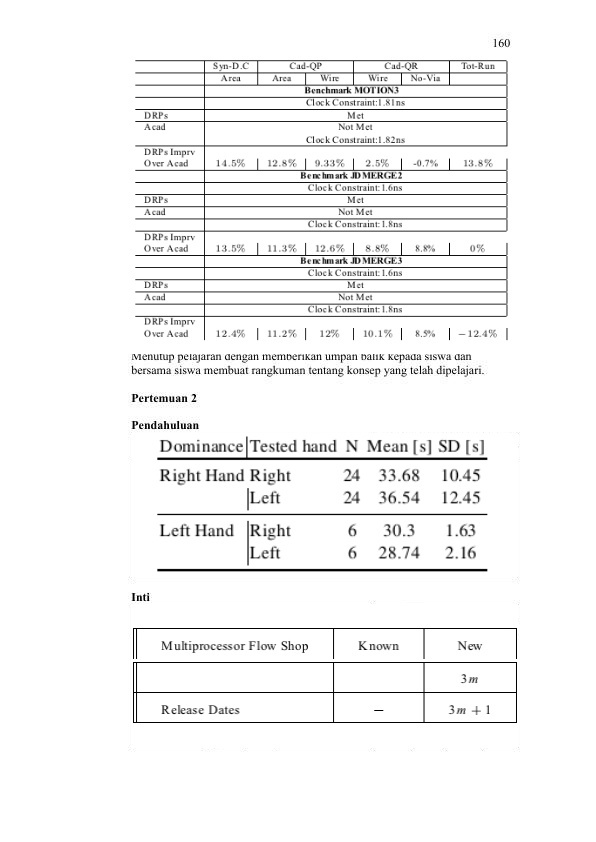 160
Syn-D.C Cad-QP Cad-QR Tot-Run
Area Area Wire Wire No-Via
Benchmark MOTION3
Clock Constraint:1.81ns
DRPs Met
Acad Not Met
Clock Constraint:1.82ns
DRPs Imprv
Over Acad 14.5% 12.8% 9.33% 2.5% -0.7% 13.8%
Benchmark JDMERGE2
Clock Constraint:1.6ns
DRPs Met
Acad Not Met
Clock Constraint:1.8ns
DRPs Imprv
Over Acad 13.5% 11.3% 12.6% 8.8% 8.8% 0%
Benchmark JDMERGE3
Clock Constraint:1.6ns
DRPs Met
Acad Not Met
Clock Constraint:1.8ns
DRPs Imprv
Over Acad 12.4% 11.2% 12% 10.1% 8.5% −12.4%
Menutup pelajaran dengan memberikan umpan balik kepada siswa dan
bersama siswa membuat rangkuman tentang konsep yang telah dipelajari.
Pertemuan 2
Pendahuluan
Dominance Tested hand N Mean [s] SD [s]
Right Hand Right 24 33.68 10.45
Left 24 36.54 12.45
Left Hand Right 6 30.3 1.63
Left 6 28.74 2.16
Inti
Multiprocessor Flow Shop Known New
3m
Release Dates — 3m + 1